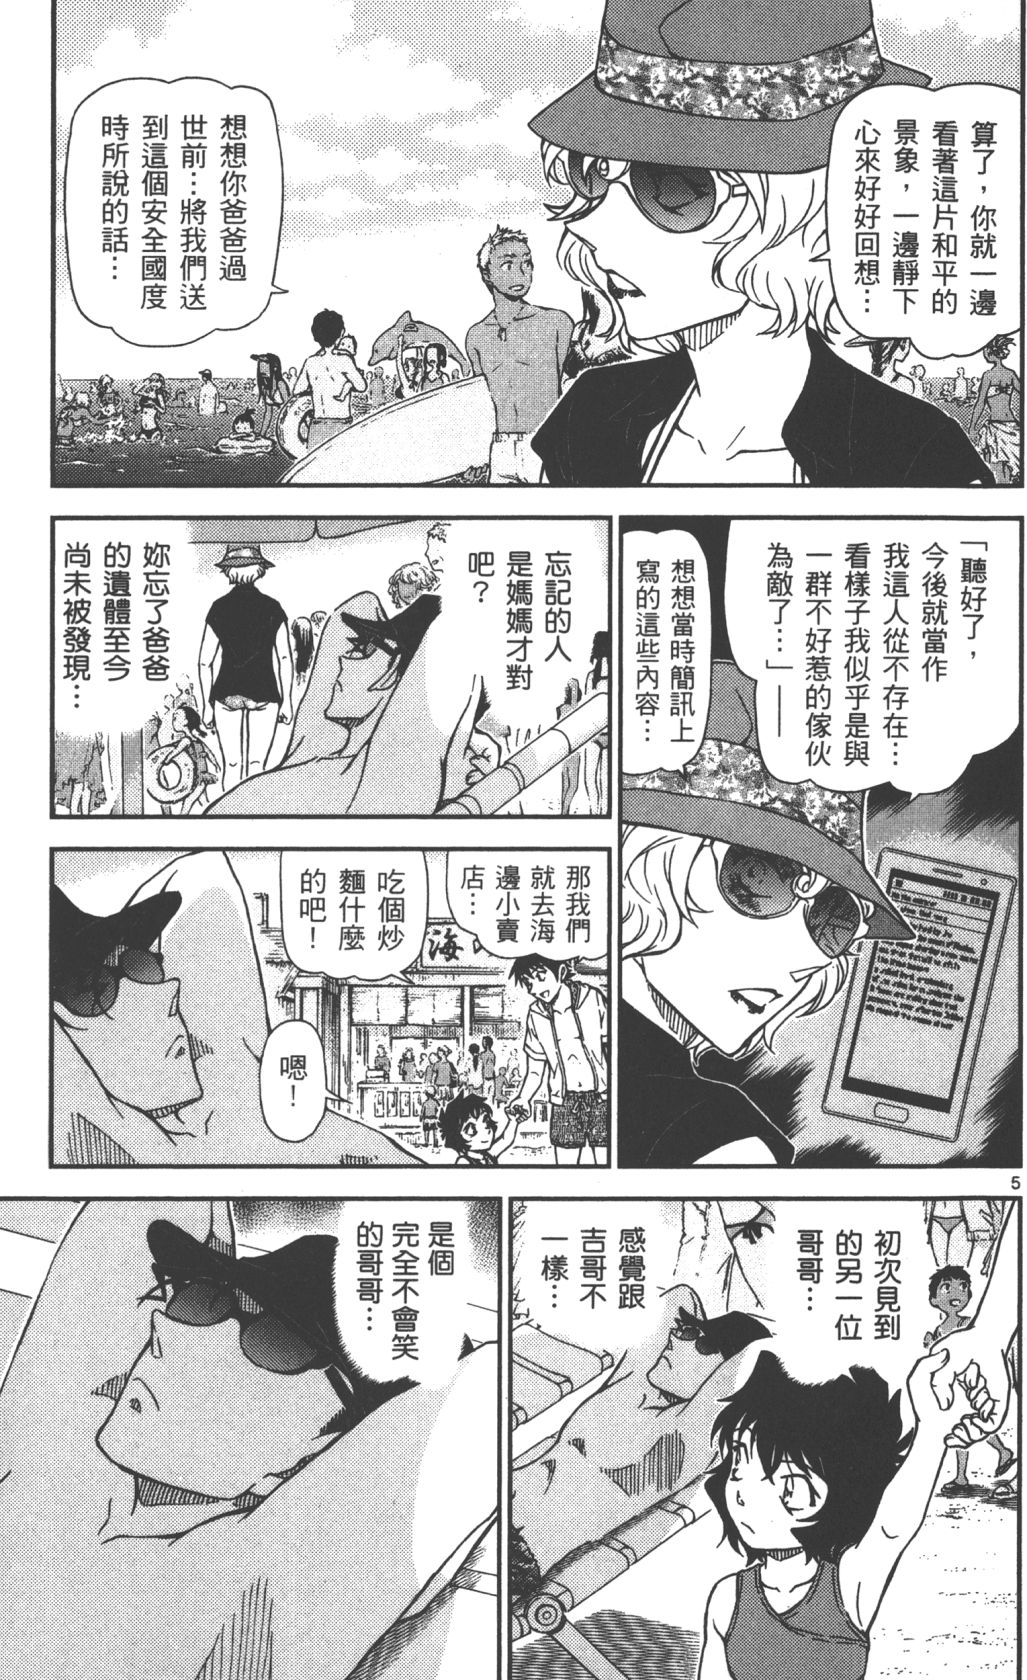 算了，你就一邊
看著這片和平的
景象，一邊靜下
心來好好回想…
想想你爸爸過
世前…將我們送
到這個安全國度
時所說的話…
「聽好了，
今後就當作
我這人從不存在…
看樣子我似乎是與
一群不好惹的傢伙
為敵了…」——
想想當時簡訊上
寫的這些內容…
忘記的人
是媽媽才對
吧？
妳忘了爸爸
的遺體至今
尚未被發現…
那我們
就去海
邊小賣
店…
吃個炒
麵什麼
的吧！
海
嗯！
5
初次見到
的另一位
哥哥…
感覺跟
吉哥不
一樣…
是個
完全不會笑
的哥哥…